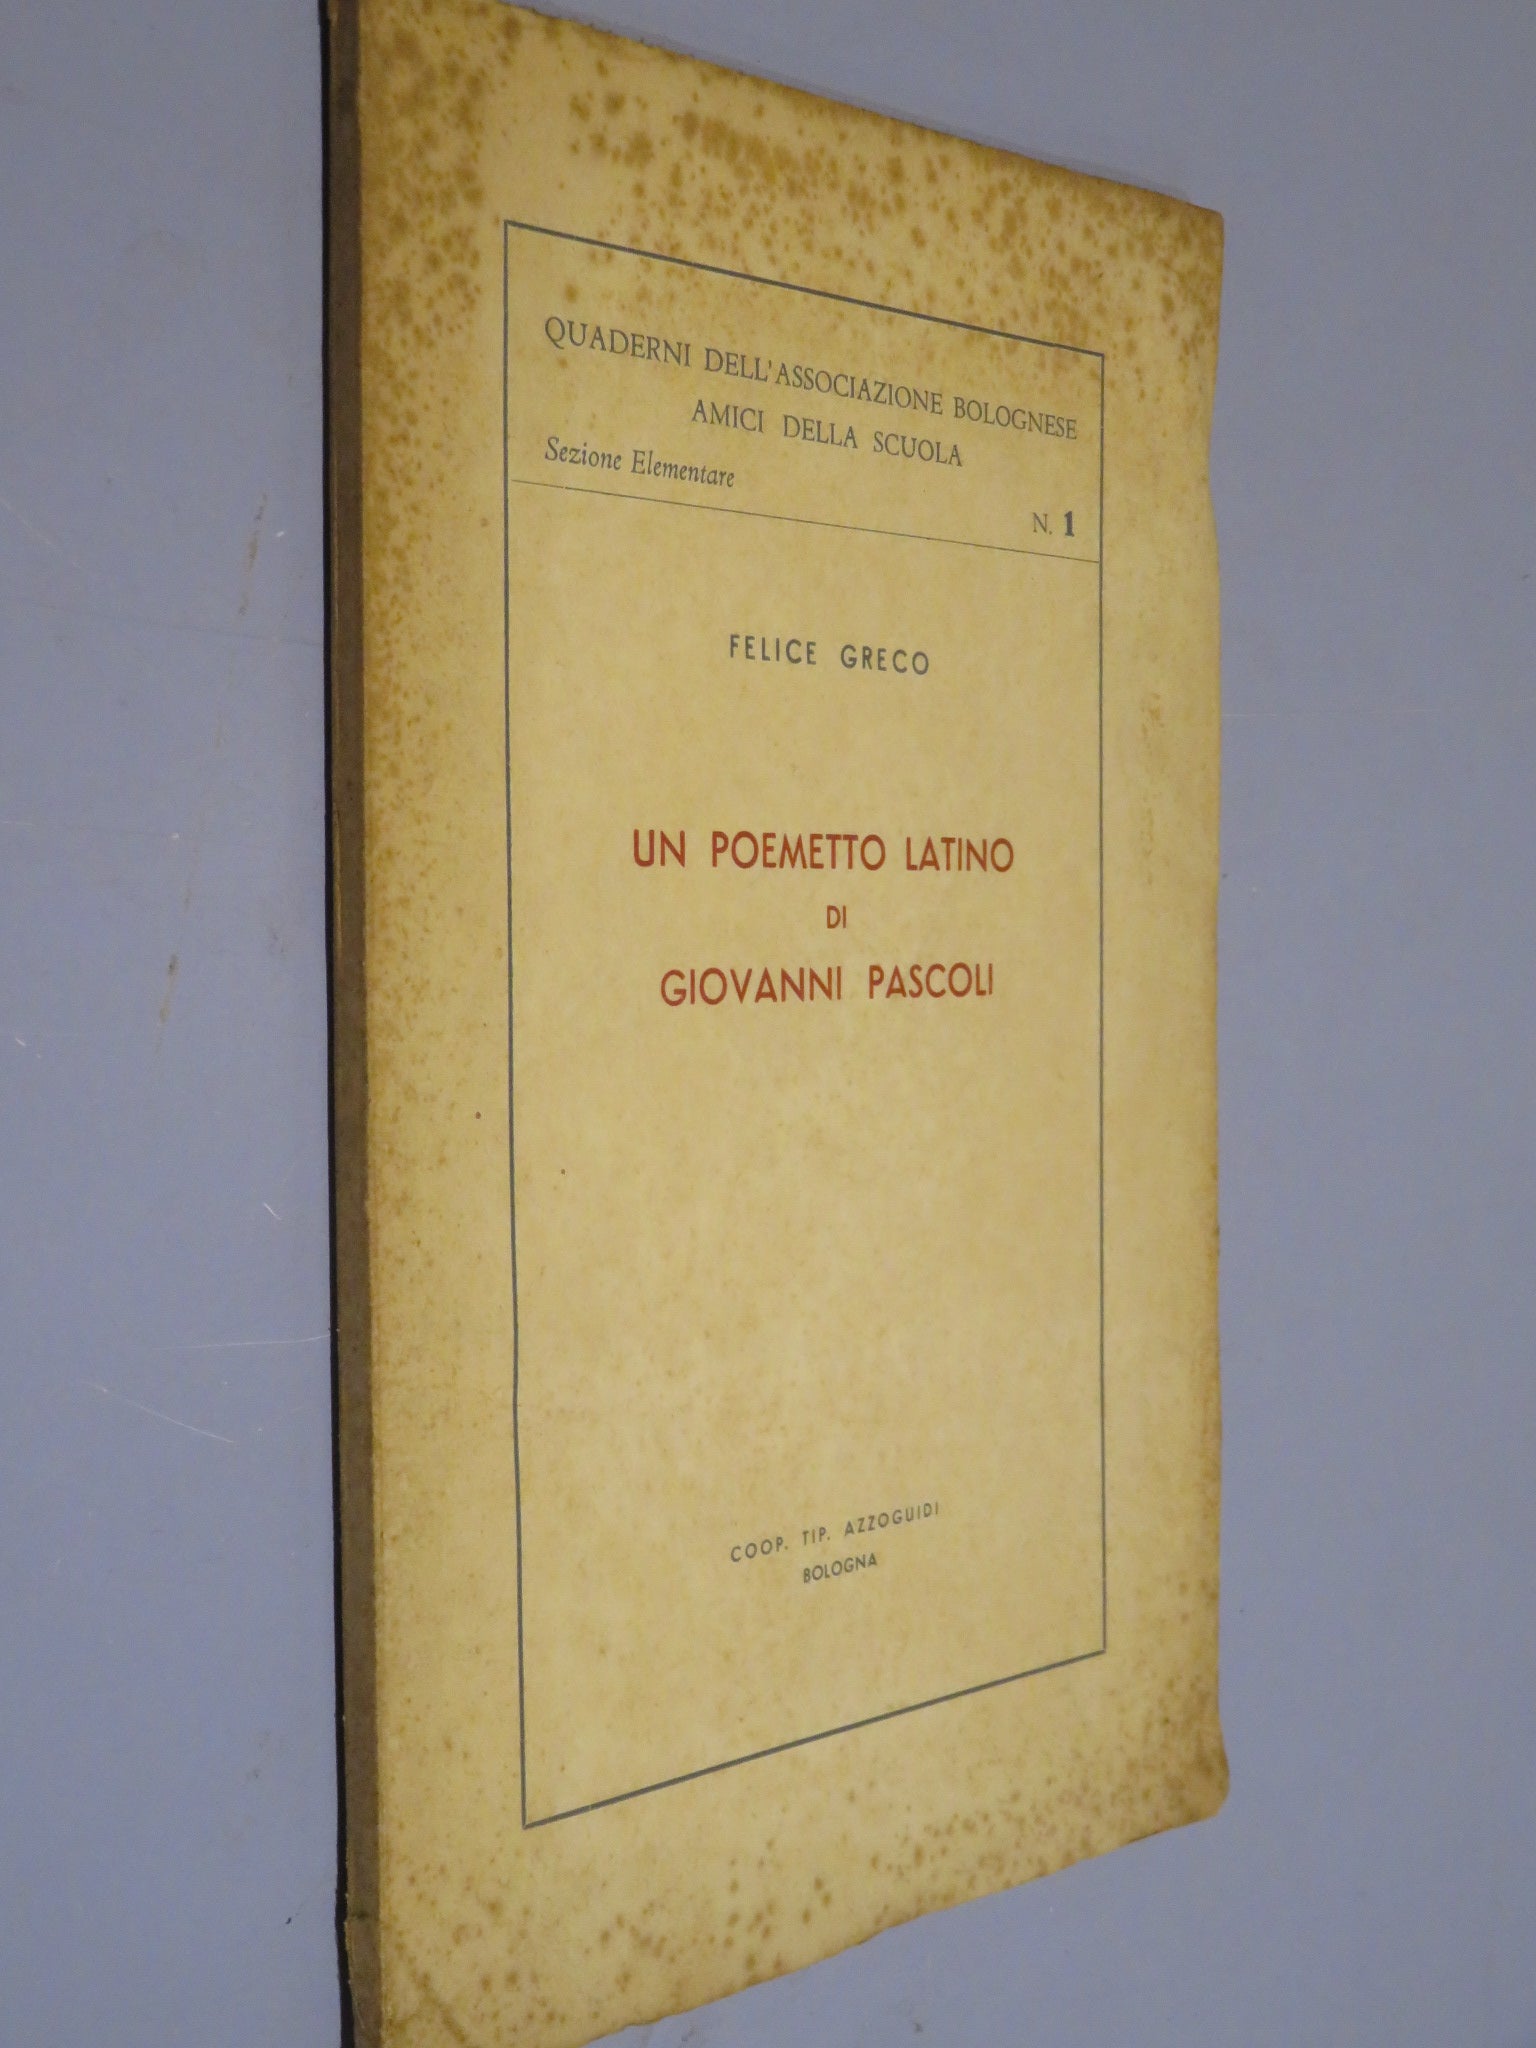 QUADERNI DELL'ASSOCIAZIONE BOLOGNESE
AMICI DELLA SCUOLA
Sezione Elementare
N. 1
FELICE GRECO
UN POEMETTO LATINO
DI
GIOVANNI PASCOLI
COOP. TIP. AZZOGUIDI
BOLOGNA